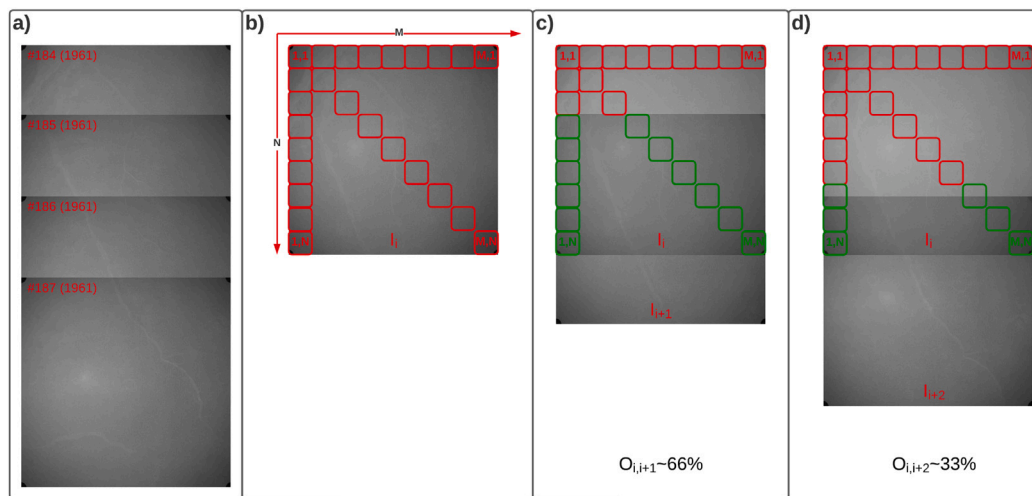 a)
#184 (1961)
#185 (1961)
#186 (1961)
#187 (1961)
b)
M
N
1,1
M,1
1,N
M,N
Iᵢ
c)
1,1
M,1
1,N
M,N
Iᵢ
Iᵢ₊₁
Oᵢ,ᵢ₊₁~66%
d)
1,1
M,1
1,N
M,N
Iᵢ
Iᵢ₊₂
Oᵢ,ᵢ₊₂~33%